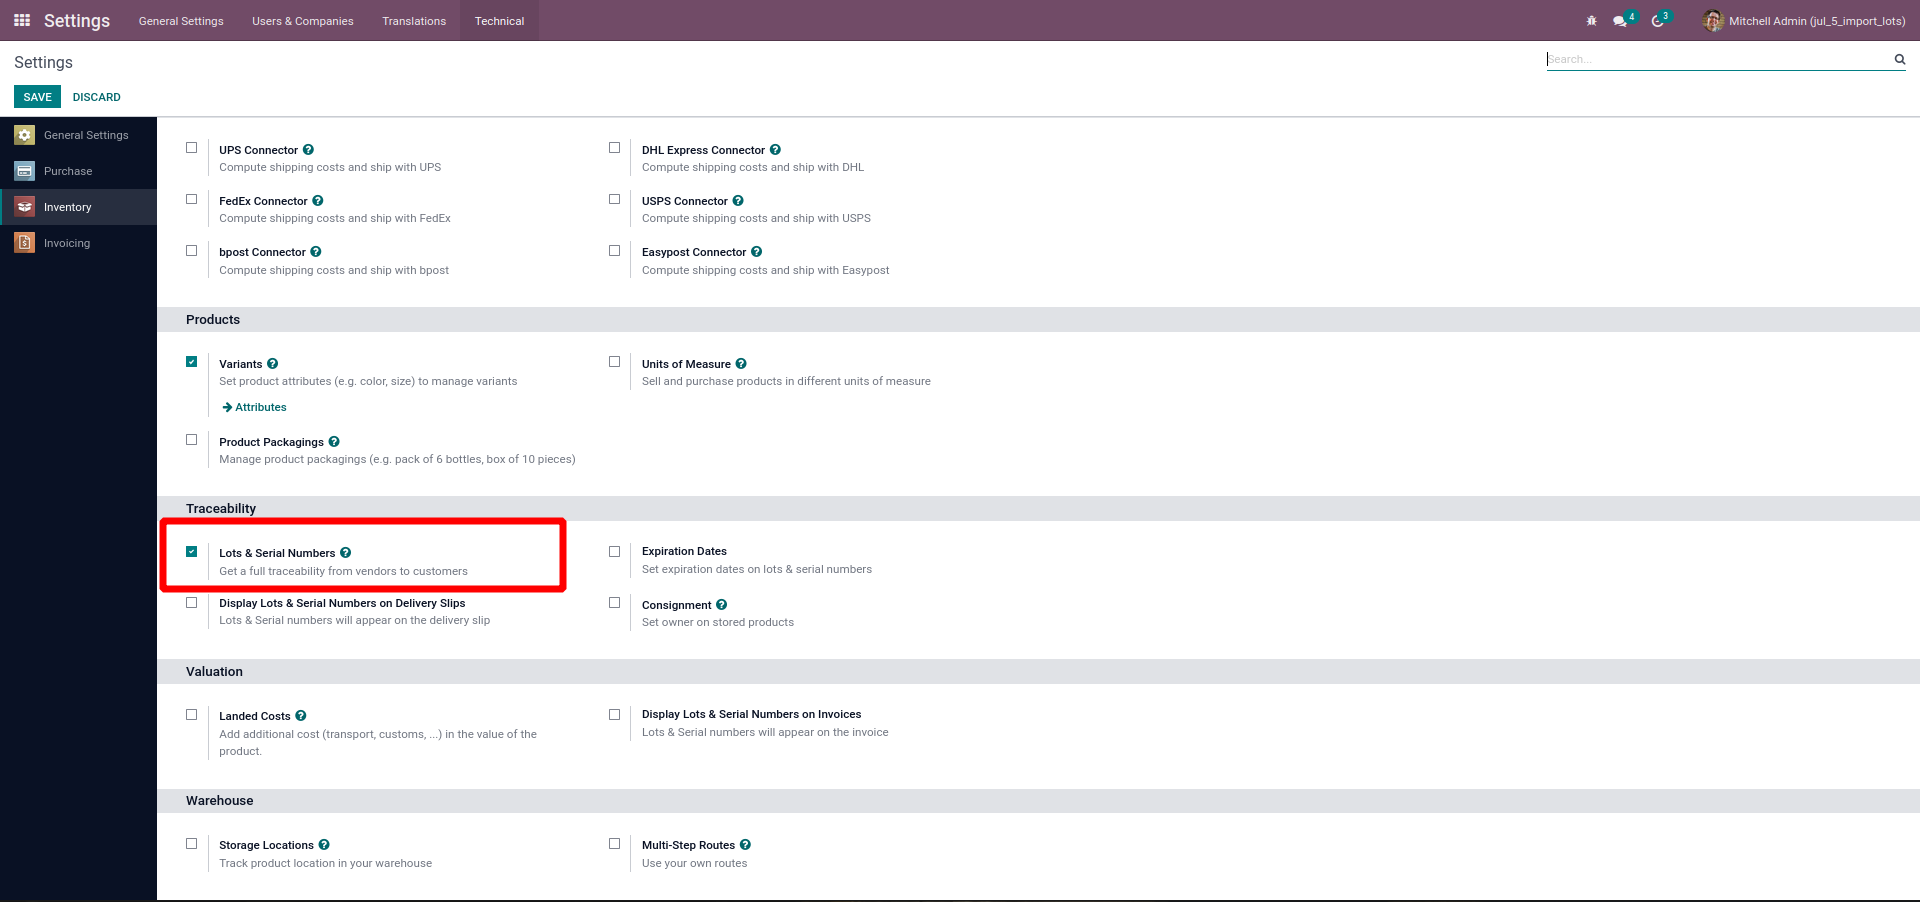 Settings
General Settings
Users & Companies
Translations
Technical
4
3
Mitchell Admin (jul_5_import_lots)
Settings
Search...
SAVE
DISCARD
General Settings
Purchase
Inventory
Invoicing
UPS Connector
Compute shipping costs and ship with UPS
DHL Express Connector
Compute shipping costs and ship with DHL
FedEx Connector
Compute shipping costs and ship with FedEx
USPS Connector
Compute shipping costs and ship with USPS
bpost Connector
Compute shipping costs and ship with bpost
Easypost Connector
Compute shipping costs and ship with Easypost
Products
Variants
Set product attributes (e.g. color, size) to manage variants
Attributes
Units of Measure
Sell and purchase products in different units of measure
Product Packagings
Manage product packagings (e.g. pack of 6 bottles, box of 10 pieces)
Traceability
Lots & Serial Numbers
Get a full traceability from vendors to customers
Expiration Dates
Set expiration dates on lots & serial numbers
Display Lots & Serial Numbers on Delivery Slips
Lots & Serial numbers will appear on the delivery slip
Consignment
Set owner on stored products
Valuation
Landed Costs
Add additional cost (transport, customs, ...) in the value of the
product.
Display Lots & Serial Numbers on Invoices
Lots & Serial numbers will appear on the invoice
Warehouse
Storage Locations
Track product location in your warehouse
Multi-Step Routes
Use your own routes